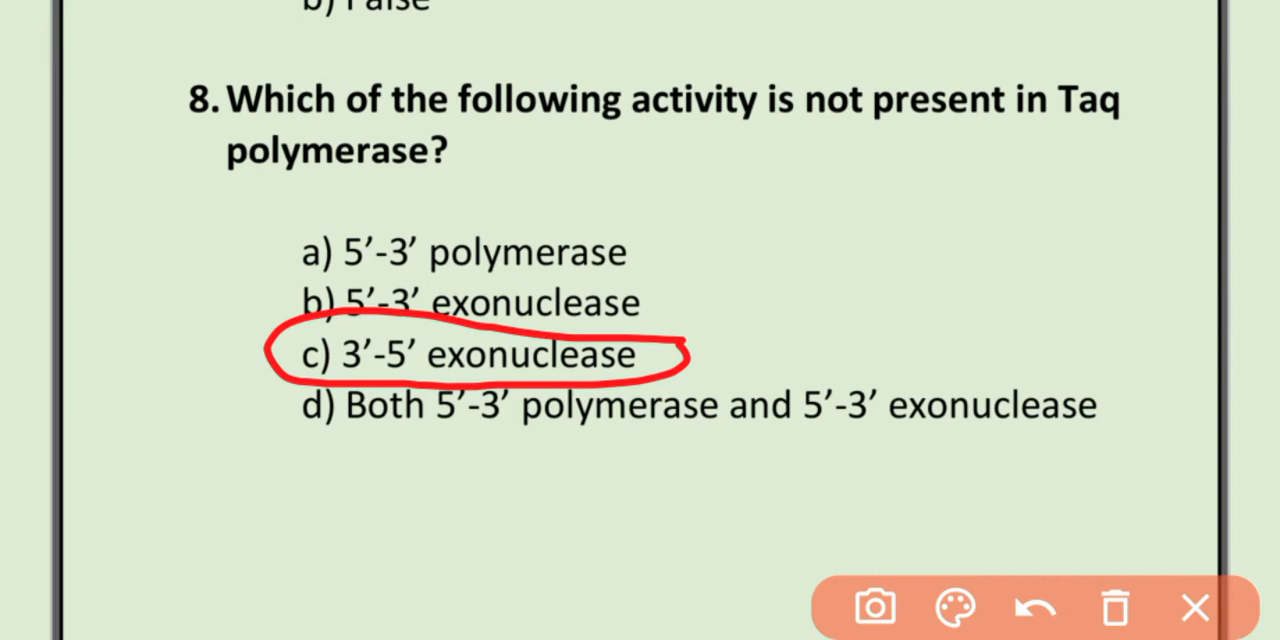 b) False
8. Which of the following activity is not present in Taq
polymerase?
a) 5’-3’ polymerase
b) 5’-3’ exonuclease
c) 3’-5’ exonuclease
d) Both 5’-3’ polymerase and 5’-3’ exonuclease